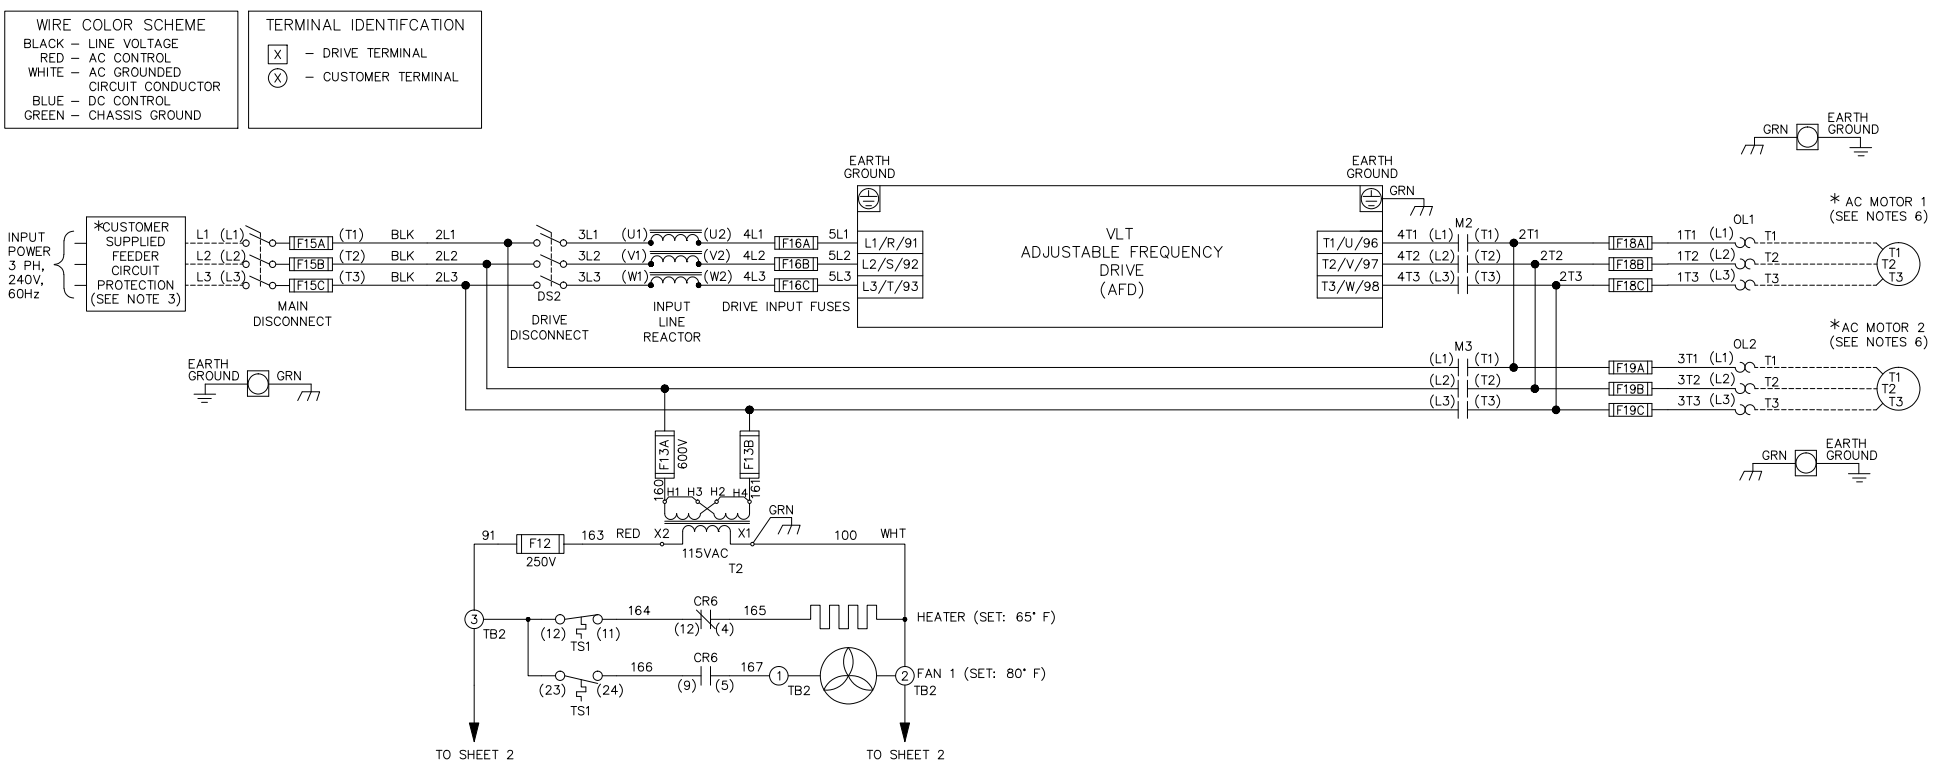 WIRE COLOR SCHEME
BLACK – LINE VOLTAGE
RED – AC CONTROL
WHITE – AC GROUNDED
CIRCUIT CONDUCTOR
BLUE – DC CONTROL
GREEN – CHASSIS GROUND
TERMINAL IDENTIFCATION
X – DRIVE TERMINAL
X – CUSTOMER TERMINAL
INPUT
POWER
3 PH,
240V,
60Hz
*CUSTOMER
SUPPLIED
FEEDER
CIRCUIT
PROTECTION
(SEE NOTE 3)
L1 (L1) F15A (T1) BLK 2L1
L2 (L2) F15B (T2) BLK 2L2
L3 (L3) F15C (T3) BLK 2L3
MAIN
DISCONNECT
3L1 (U1) (U2) 4L1 F16A 5L1
3L2 (V1) (V2) 4L2 F16B 5L2
3L3 (W1) (W2) 4L3 F16C 5L3
DS2
DRIVE
DISCONNECT
INPUT
LINE
REACTOR
DRIVE INPUT FUSES
EARTH
GROUND
L1/R/91
L2/S/92
L3/T/93
VLT
ADJUSTABLE FREQUENCY
DRIVE
(AFD)
EARTH
GROUND
GRN
T1/U/96
T2/V/97
T3/W/98
M2
4T1 (L1) (T1) 2T1 F18A 1T1 (L1) T1
4T2 (L2) (T2) 2T2 F18B 1T2 (L2) T2
4T3 (L3) (T3) 2T3 F18C 1T3 (L3) T3
OL1
* AC MOTOR 1
(SEE NOTES 6)
T1
T2
T3
GRN
EARTH
GROUND
M3
(L1) (T1) F19A 3T1 (L1) T1
(L2) (T2) F19B 3T2 (L2) T2
(L3) (T3) F19C 3T3 (L3) T3
OL2
*AC MOTOR 2
(SEE NOTES 6)
T1
T2
T3
GRN
EARTH
GROUND
EARTH
GROUND
GRN
F13A
600V
F13B
160
161
H1 H3 H2 H4
GRN
91 F12 163 RED X2 X1 100 WHT
250V
115VAC
T2
3
TB2
164 CR6 165
(12) (11) (12) (4)
TS1
HEATER (SET: 65° F)
166 CR6 167
(23) (24) (9) (5)
TS1
1
TB2
2
TB2
FAN 1 (SET: 80° F)
TO SHEET 2
TO SHEET 2